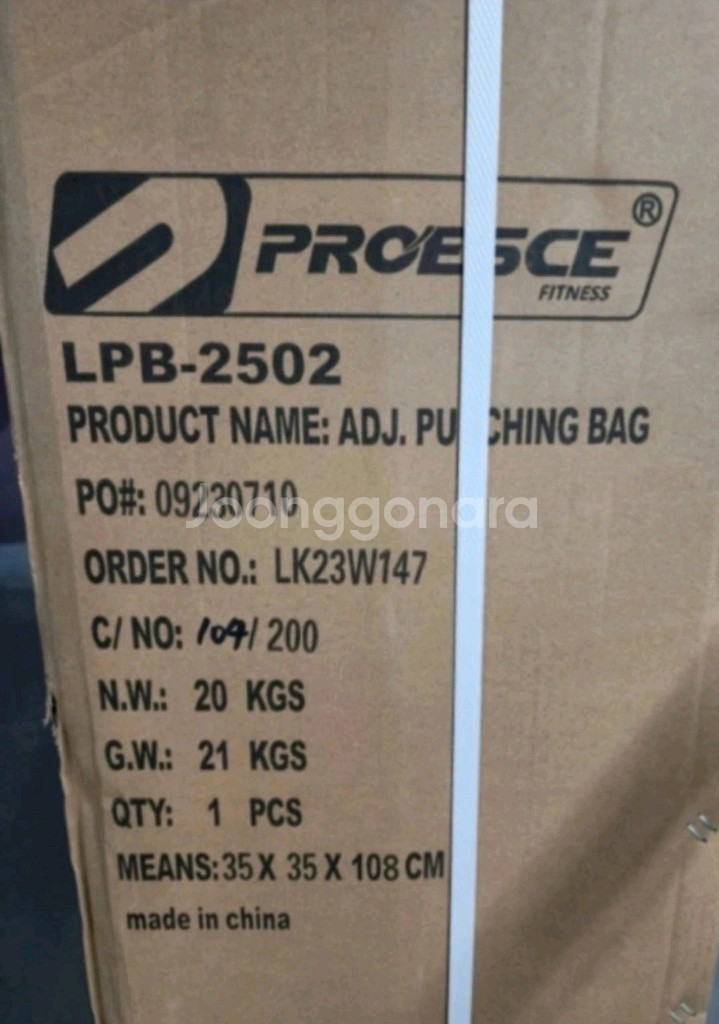 PROESCE®
FITNESS
LPB-2502
PRODUCT NAME: ADJ. PUNCHING BAG
PO#: 09230710
Joonggonara
ORDER NO.: LK23W147
C/ NO: 104/ 200
N.W.: 20 KGS
G.W.: 21 KGS
QTY: 1 PCS
MEANS: 35 X 35 X 108 CM
made in china